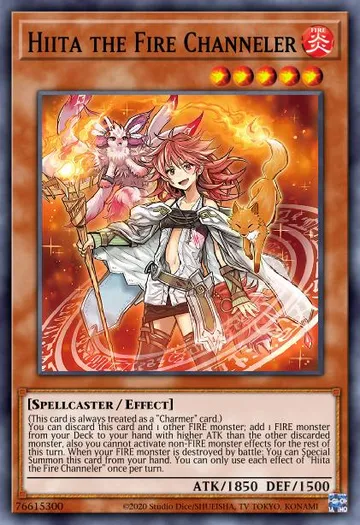 HIITA THE FIRE CHANNELER
FIRE
炎
[SPELLCASTER / EFFECT]
(This card is always treated as a "Charmer" card.)
You can discard this card and 1 other FIRE monster; add 1 FIRE
monster from your Deck to your hand with higher ATK than the other discarded
monster, also you cannot activate non-FIRE monster effects for the rest of
this turn. When your FIRE monster is destroyed by battle: You can Special
Summon this card from your hand. You can only use each effect of "Hiita
the Fire Channeler" once per turn.
ATK/1850 DEF/1500
76615300
©2020 Studio Dice/SHUEISHA, TV TOKYO, KONAMI